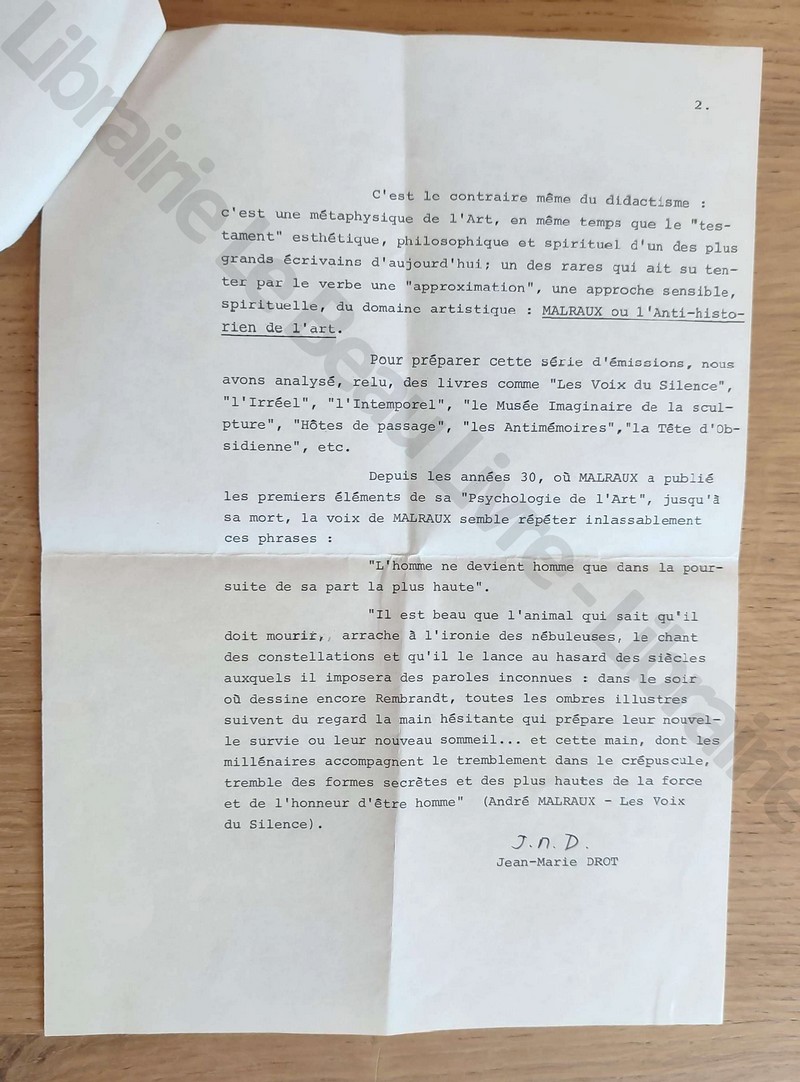 2.
C'est le contraire même du didactisme :
c'est une métaphysique de l'Art, en même temps que le "tes-
tament" esthétique, philosophique et spirituel d'un des plus
grands écrivains d'aujourd'hui; un des rares qui ait su ten-
ter par le verbe une "approximation", une approche sensible,
spirituelle, du domaine artistique : MALRAUX ou l'Anti-histo-
rien de l'art.
Pour préparer cette série d'émissions, nous
avons analysé, relu, des livres comme "Les Voix du Silence",
"l'Irréel", "l'Intemporel", "le Musée Imaginaire de la scul-
pture", "Hôtes de passage", "les Antimémoires","la Tête d'Ob-
sidienne", etc.
Depuis les années 30, où MALRAUX a publié
les premiers éléments de sa "Psychologie de l'Art", jusqu'à
sa mort, la voix de MALRAUX semble répéter inlassablement
ces phrases :
"L'homme ne devient homme que dans la pour-
suite de sa part la plus haute".
"Il est beau que l'animal qui sait qu'il
doit mourir, arrache à l'ironie des nébuleuses, le chant
des constellations et qu'il le lance au hasard des siècles
auxquels il imposera des paroles inconnues : dans le soir
où dessine encore Rembrandt, toutes les ombres illustres
suivent du regard la main hésitante qui prépare leur nouvel-
le survie ou leur nouveau sommeil... et cette main, dont les
millénaires accompagnent le tremblement dans le crépuscule,
tremble des formes secrètes et des plus hautes de la force
et de l'honneur d'être homme" (André MALRAUX - Les Voix
du Silence).
J.M.D.
Jean-Marie DROT
Librairie Le Beau Livre - Librairie